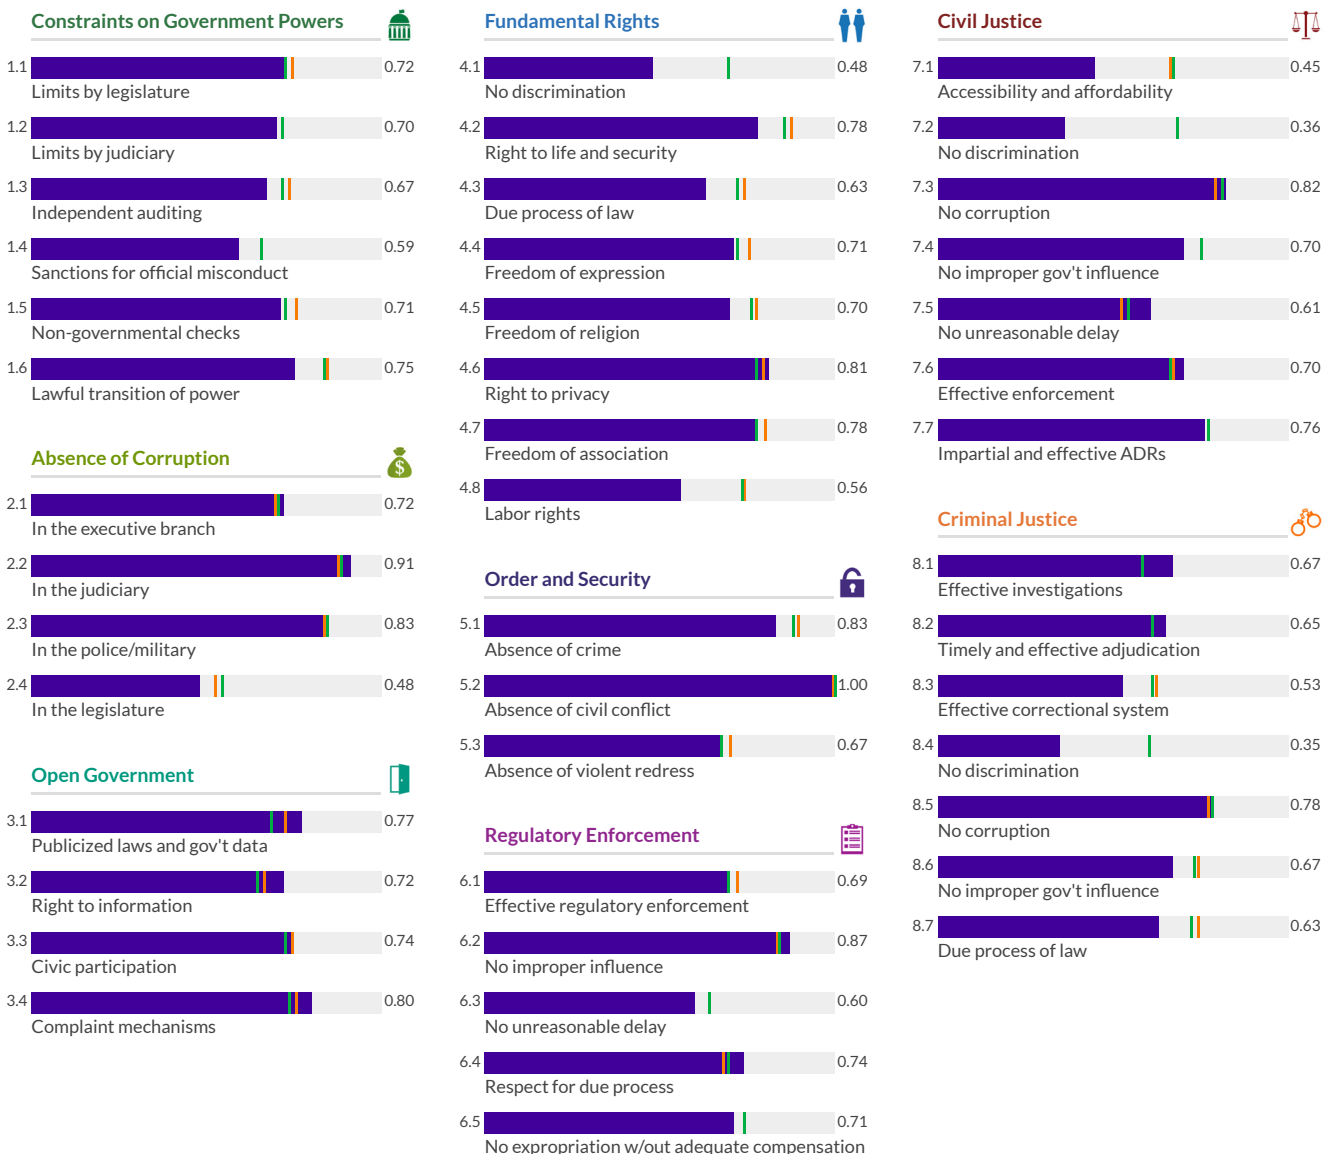 Constraints on Government Powers
1.1 0.72
Limits by legislature
1.2 0.70
Limits by judiciary
1.3 0.67
Independent auditing
1.4 0.59
Sanctions for official misconduct
1.5 0.71
Non-governmental checks
1.6 0.75
Lawful transition of power
Absence of Corruption
$
2.1 0.72
In the executive branch
2.2 0.91
In the judiciary
2.3 0.83
In the police/military
2.4 0.48
In the legislature
Open Government
3.1 0.77
Publicized laws and gov't data
3.2 0.72
Right to information
3.3 0.74
Civic participation
3.4 0.80
Complaint mechanisms
Fundamental Rights
4.1 0.48
No discrimination
4.2 0.78
Right to life and security
4.3 0.63
Due process of law
4.4 0.71
Freedom of expression
4.5 0.70
Freedom of religion
4.6 0.81
Right to privacy
4.7 0.78
Freedom of association
4.8 0.56
Labor rights
Order and Security
5.1 0.83
Absence of crime
5.2 1.00
Absence of civil conflict
5.3 0.67
Absence of violent redress
Regulatory Enforcement
6.1 0.69
Effective regulatory enforcement
6.2 0.87
No improper influence
6.3 0.60
No unreasonable delay
6.4 0.74
Respect for due process
6.5 0.71
No expropriation w/out adequate compensation
Civil Justice
7.1 0.45
Accessibility and affordability
7.2 0.36
No discrimination
7.3 0.82
No corruption
7.4 0.70
No improper gov't influence
7.5 0.61
No unreasonable delay
7.6 0.70
Effective enforcement
7.7 0.76
Impartial and effective ADRs
Criminal Justice
8.1 0.67
Effective investigations
8.2 0.65
Timely and effective adjudication
8.3 0.53
Effective correctional system
8.4 0.35
No discrimination
8.5 0.78
No corruption
8.6 0.67
No improper gov't influence
8.7 0.63
Due process of law